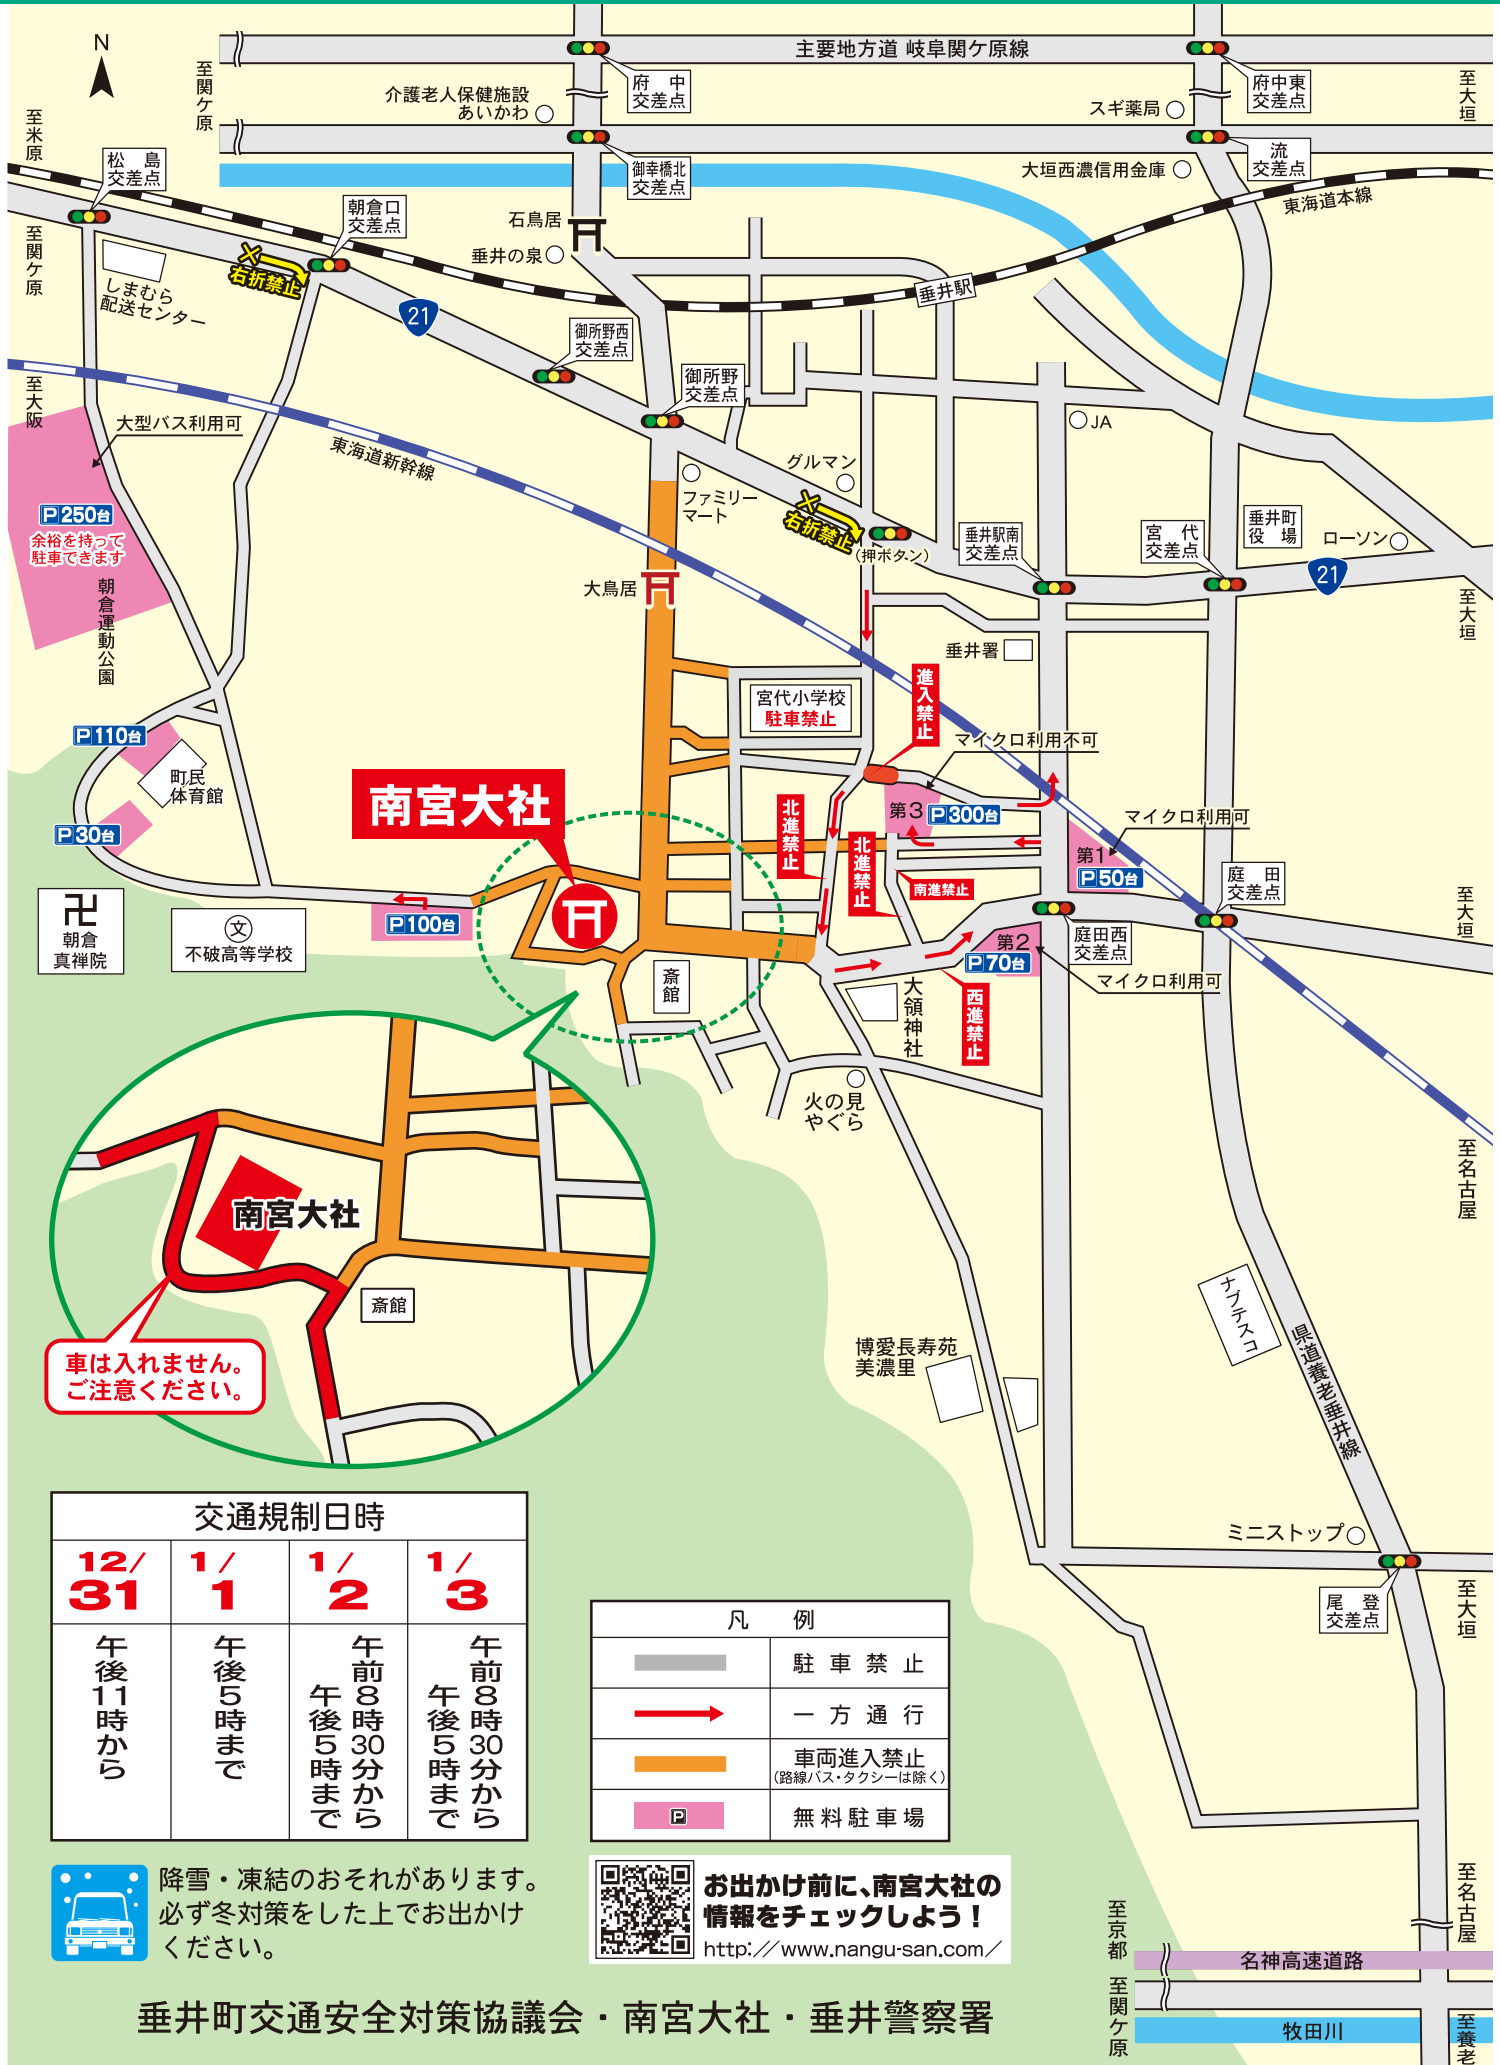 N
主要地方道 岐阜関ケ原線
至関ケ原
至米原
至大垣
府 中
交差点
府中東
交差点
介護老人保健施設
あいかわ
スギ薬局
松 島
交差点
御幸橋北
交差点
流
交差点
大垣西濃信用金庫
東海道本線
朝倉口
交差点
石鳥居
垂井の泉
至関ケ原
右折禁止
しまむら
配送センター
21
垂井駅
御所野西
交差点
御所野
交差点
至大阪
大型バス利用可
東海道新幹線
JA
グルマン
ファミリー
マート
右折禁止
(押ボタン)
P250台
余裕を持って
駐車できます
朝倉運動公園
垂井駅南
交差点
宮 代
交差点
垂井町
役 場
ローソン
21
大鳥居
至大垣
垂井署
宮代小学校
駐車禁止
進入禁止
マイクロ利用不可
P110台
町民
体育館
P30台
南宮大社
北進禁止
北進禁止
第3
P300台
マイクロ利用可
第1
P50台
南進禁止
庭 田
交差点
至大垣
朝倉
真禅院
文
不破高等学校
P100台
庭田西
交差点
第2
P70台
マイクロ利用可
斎館
大領神社
西進禁止
火の見
やぐら
至名古屋
南宮大社
斎館
車は入れません。
ご注意ください。
ナブテスコ
県道養老垂井線
博愛長寿苑
美濃里
ミニストップ
尾 登
交差点
至大垣
交通規制日時
12/31
1/1
1/2
1/3
午後11時から
午後5時まで
午前8時30分から
午後5時まで
午前8時30分から
午後5時まで
凡 例
駐車禁止
一方通行
車両進入禁止
(路線バス・タクシーは除く)
P
無料駐車場
降雪・凍結のおそれがあります。
必ず冬対策をした上でお出かけ
ください。
お出かけ前に、南宮大社の
情報をチェックしよう！
http://www.nangu-san.com/
至名古屋
至京都
名神高速道路
至関ケ原
牧田川
至養老
垂井町交通安全対策協議会・南宮大社・垂井警察署